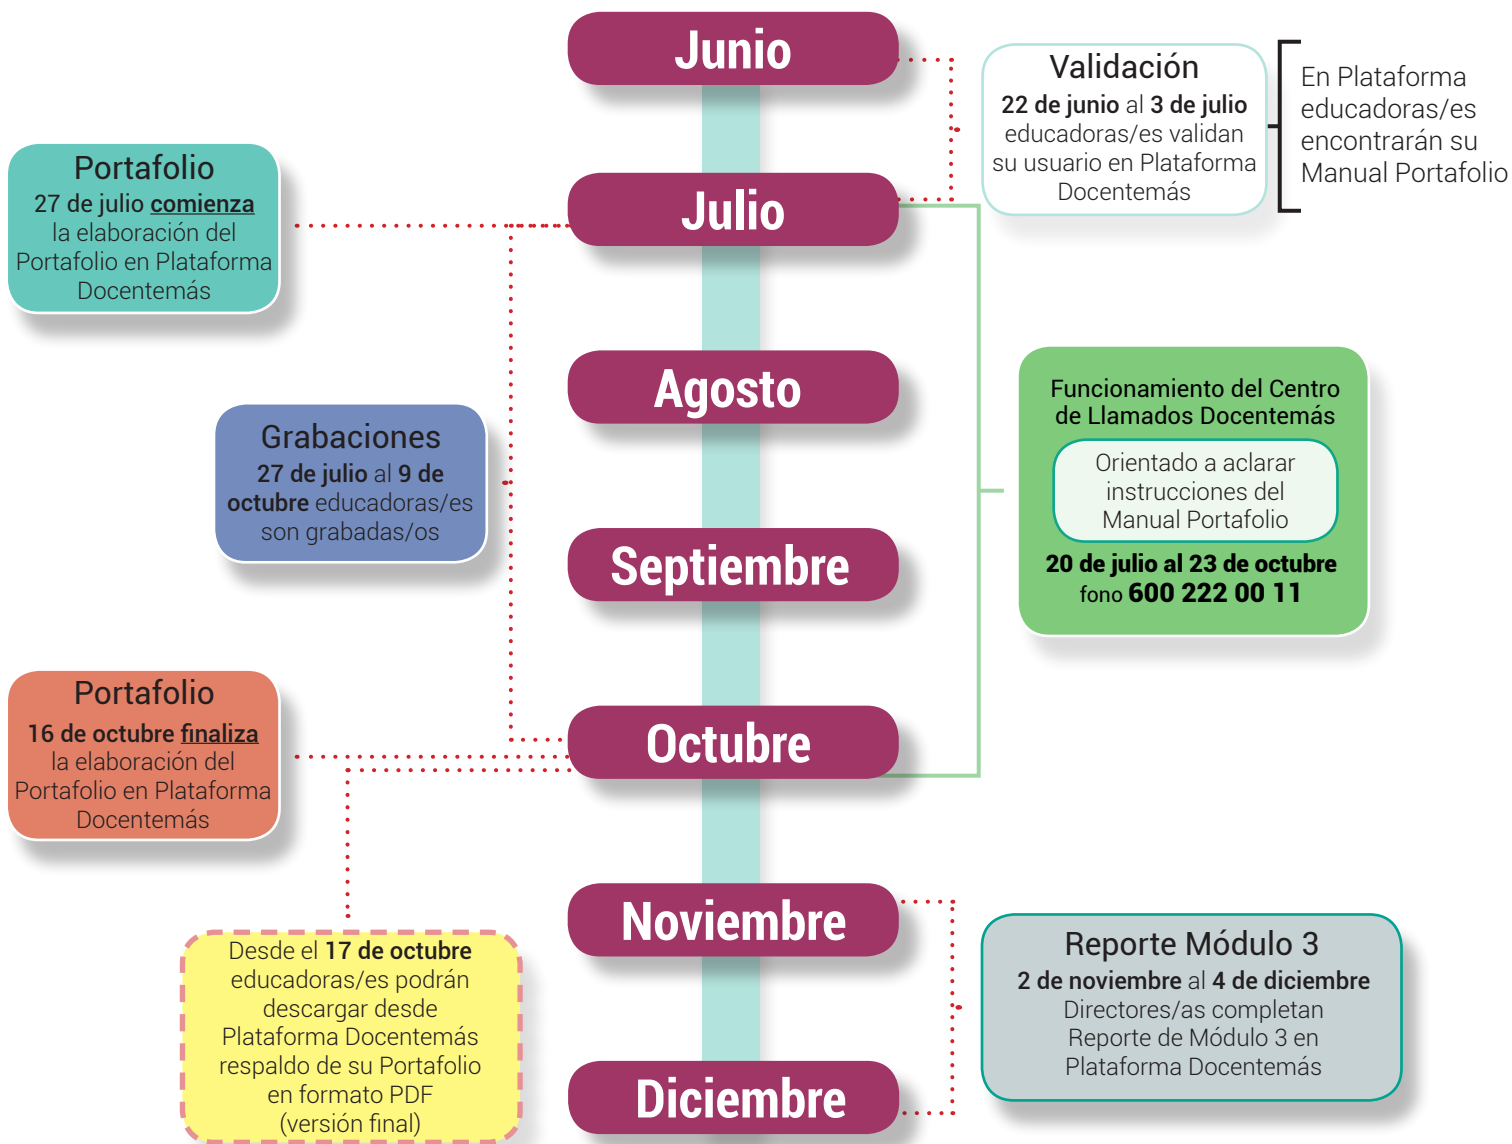 Junio
Validación
22 de junio al 3 de julio
educadoras/es validan
su usuario en Plataforma
Docentemás
En Plataforma
educadoras/es
encontrarán su
Manual Portafolio
Portafolio
27 de julio comienza
la elaboración del
Portafolio en Plataforma
Docentemás
Julio
Agosto
Funcionamiento del Centro
de Llamados Docentemás
Orientado a aclarar
instrucciones del
Manual Portafolio
20 de julio al 23 de octubre
fono 600 222 00 11
Grabaciones
27 de julio al 9 de
octubre educadoras/es
son grabadas/os
Septiembre
Portafolio
16 de octubre finaliza
la elaboración del
Portafolio en Plataforma
Docentemás
Octubre
Noviembre
Desde el 17 de octubre
educadoras/es podrán
descargar desde
Plataforma Docentemás
respaldo de su Portafolio
en formato PDF
(versión final)
Reporte Módulo 3
2 de noviembre al 4 de diciembre
Directores/as completan
Reporte de Módulo 3 en
Plataforma Docentemás
Diciembre